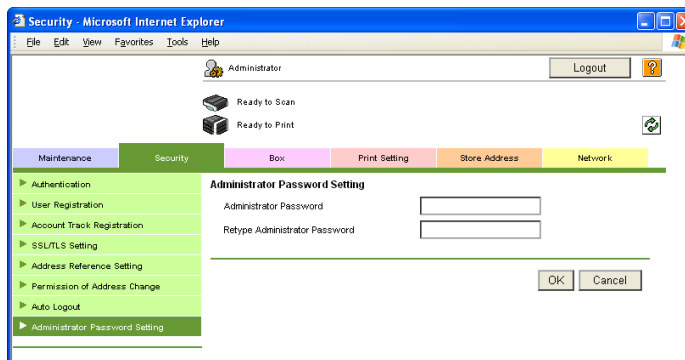 Security - Microsoft Internet Explorer
File Edit View Favorites Tools Help
Administrator
Logout
?
Ready to Scan
Ready to Print
Maintenance Security Box Print Setting Store Address Network
Authentication
User Registration
Account Track Registration
SSL/TLS Setting
Address Reference Setting
Permission of Address Change
Auto Logout
Administrator Password Setting
Administrator Password Setting
Administrator Password
Retype Administrator Password
OK Cancel